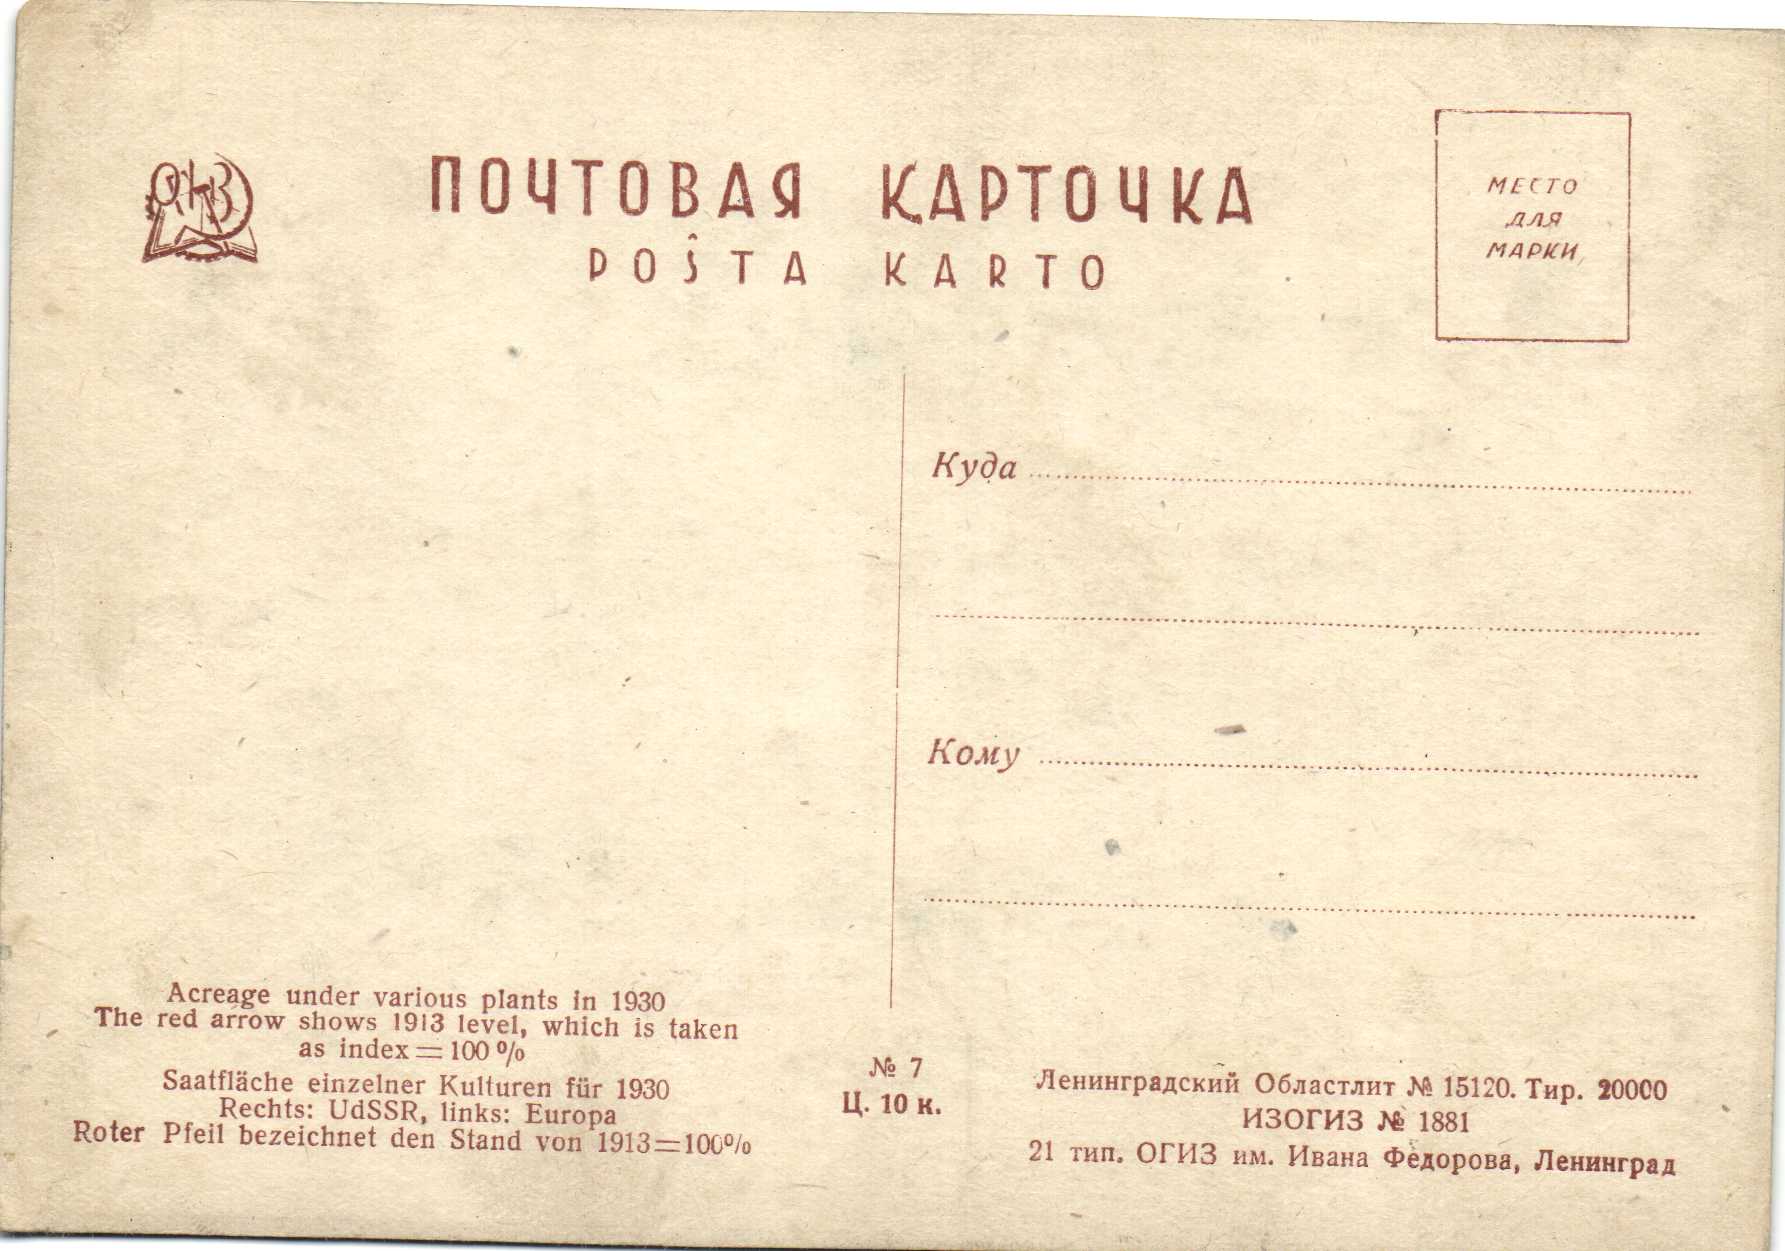 ПОЧТОВАЯ КАРТОЧКА
POŜTA KARTO
МЕСТО
ДЛЯ
МАРКИ
Куда
Кому
Acreage under various plants in 1930
The red arrow shows 1913 level, which is taken
as index=100%
Saatfläche einzelner Kulturen für 1930
Rechts: UdSSR, links: Europa
Roter Pfeil bezeichnet den Stand von 1913=100%
№ 7
Ц. 10 к.
Ленинградский Областлит № 15120. Тир. 20000
ИЗОГИЗ № 1881
21 тип. ОГИЗ им. Ивана Федорова, Ленинград